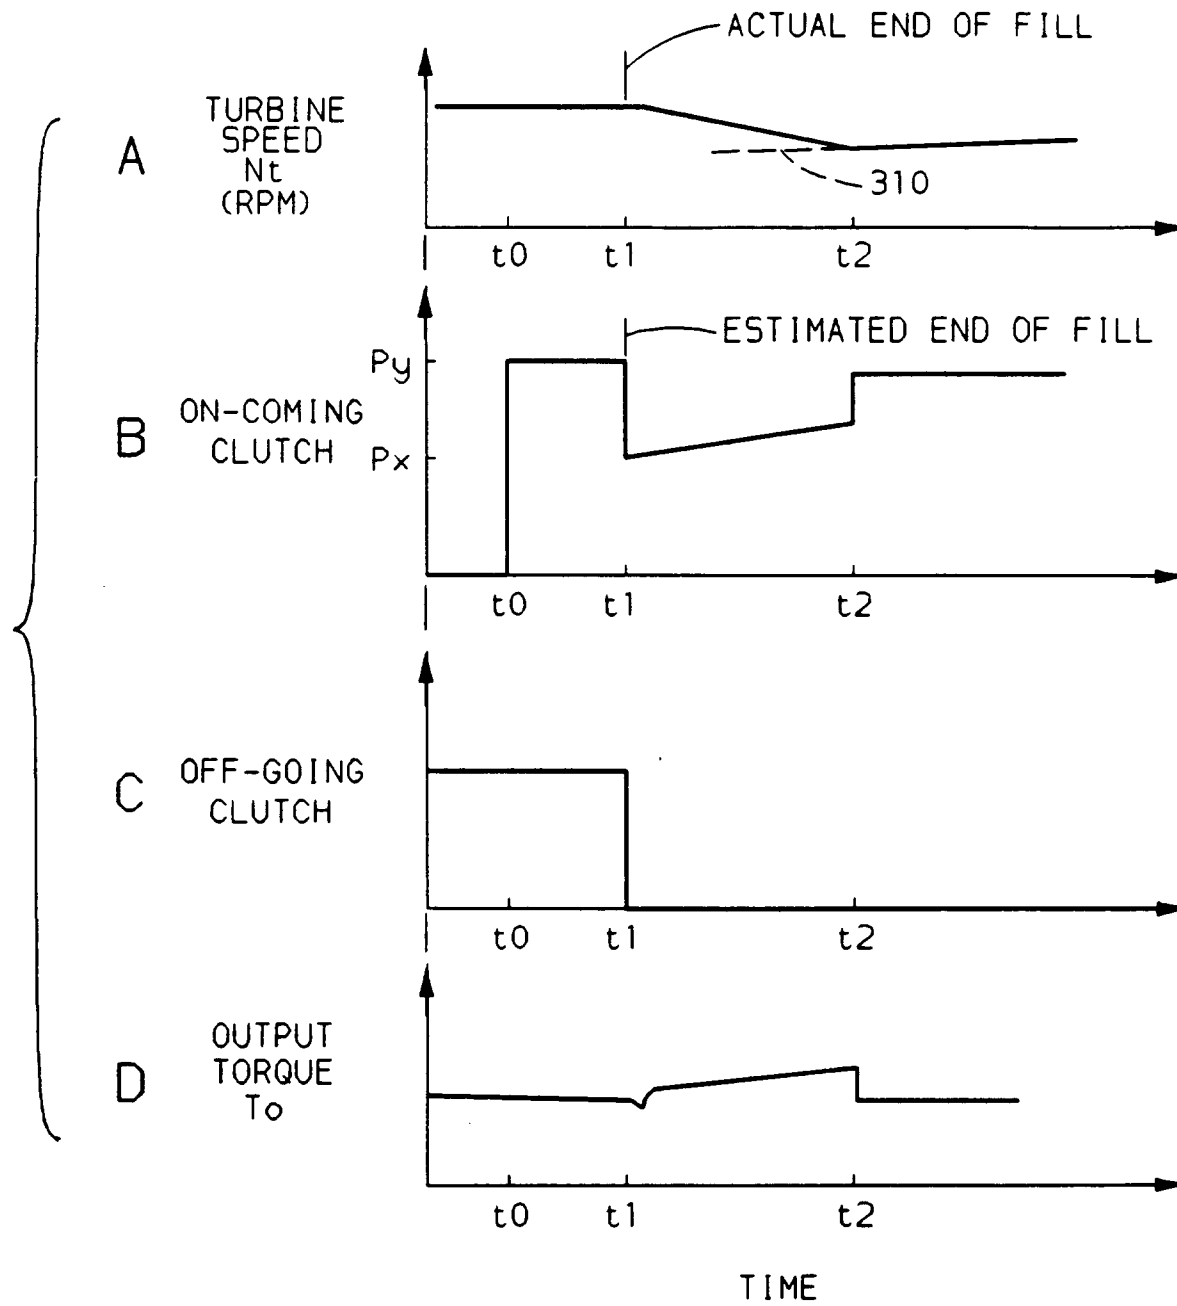 ACTUAL END OF FILL
A
TURBINE
SPEED
Nt
(RPM)
310
t0 t1 t2
ESTIMATED END OF FILL
B
ON-COMING
CLUTCH
Py
Px
t0 t1 t2
C
OFF-GOING
CLUTCH
t0 t1 t2
D
OUTPUT
TORQUE
To
t0 t1 t2
TIME